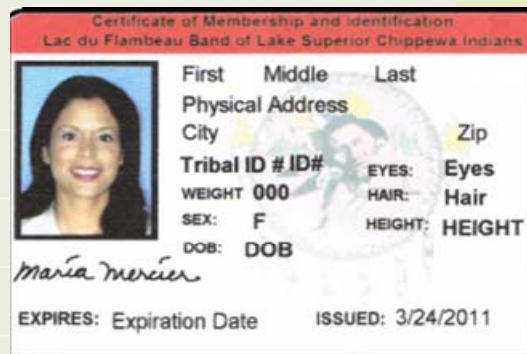 Certificate of Membership and Identification
Lac du Flambeau Band of Lake Superior Chippewa Indians
First Middle Last
Physical Address
City Zip
Tribal ID # ID# EYES: Eyes
WEIGHT 000 HAIR: Hair
SEX: F HEIGHT: HEIGHT
DOB: DOB
Maria Mercier
EXPIRES: Expiration Date ISSUED: 3/24/2011